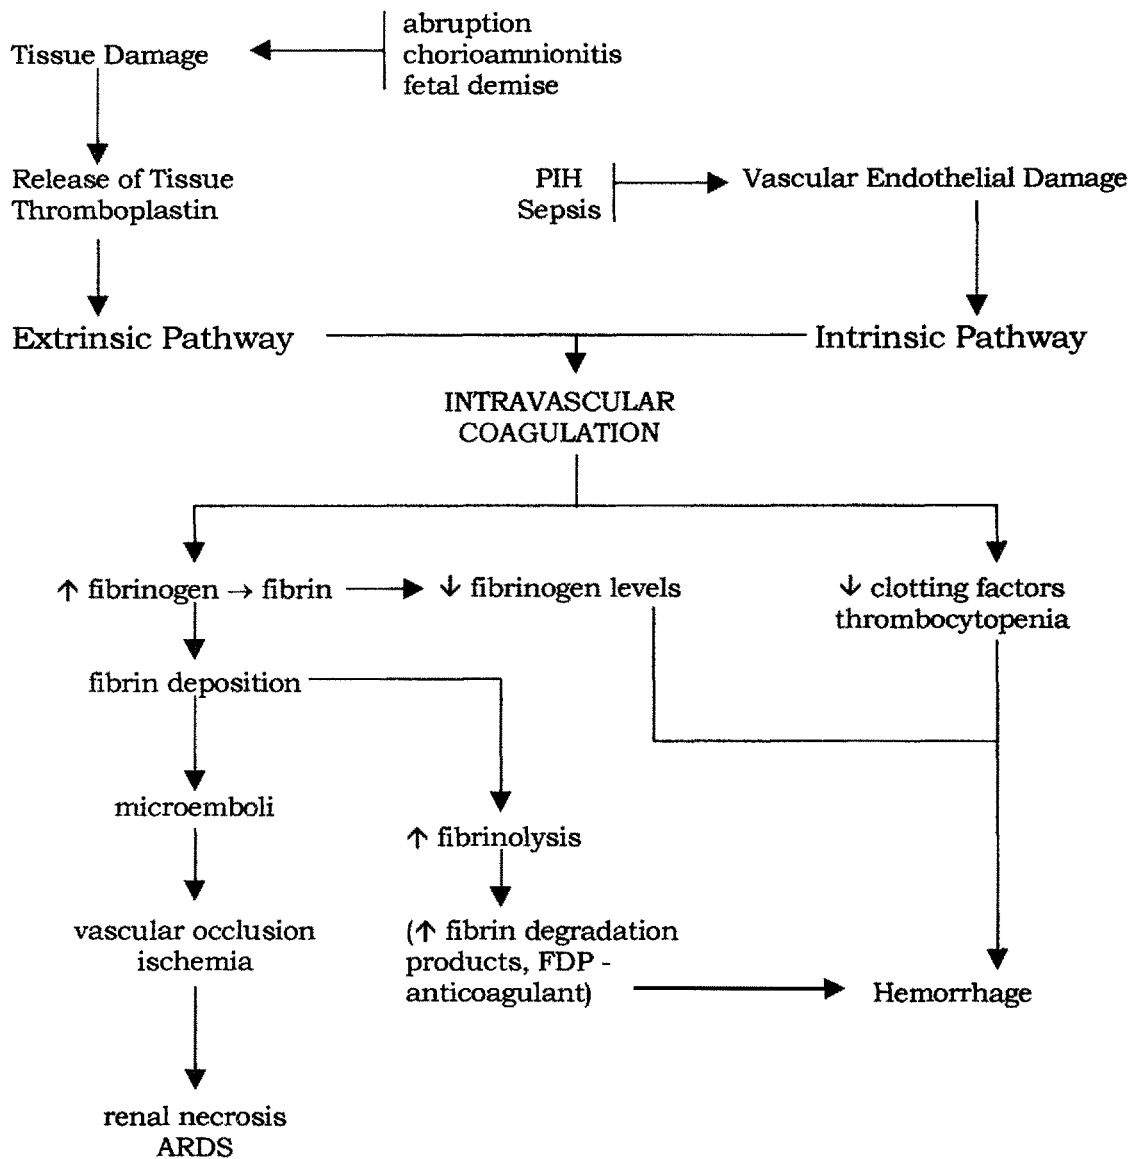 abruption
Tissue Damage
chorioamnionitis
fetal demise
Release of Tissue
Thromboplastin
PIH
Sepsis
Vascular Endothelial Damage
Extrinsic Pathway
Intrinsic Pathway
INTRAVASCULAR
COAGULATION
↑ fibrinogen → fibrin
↓ fibrinogen levels
↓ clotting factors
thrombocytopenia
fibrin deposition
microemboli
↑ fibrinolysis
vascular occlusion
ischemia
(↑ fibrin degradation
products, FDP -
anticoagulant)
Hemorrhage
renal necrosis
ARDS